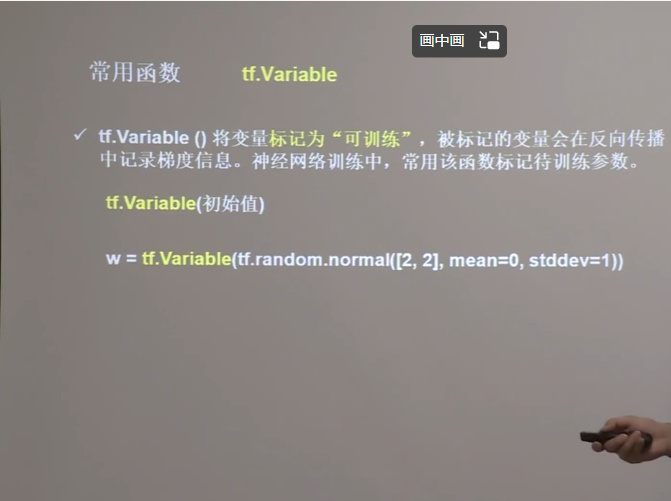 画中画
常用函数 tf.Variable
✓ tf.Variable () 将变量标记为“可训练”，被标记的变量会在反向传播
中记录梯度信息。神经网络训练中，常用该函数标记待训练参数。
tf.Variable(初始值)
w = tf.Variable(tf.random.normal([2, 2], mean=0, stddev=1))